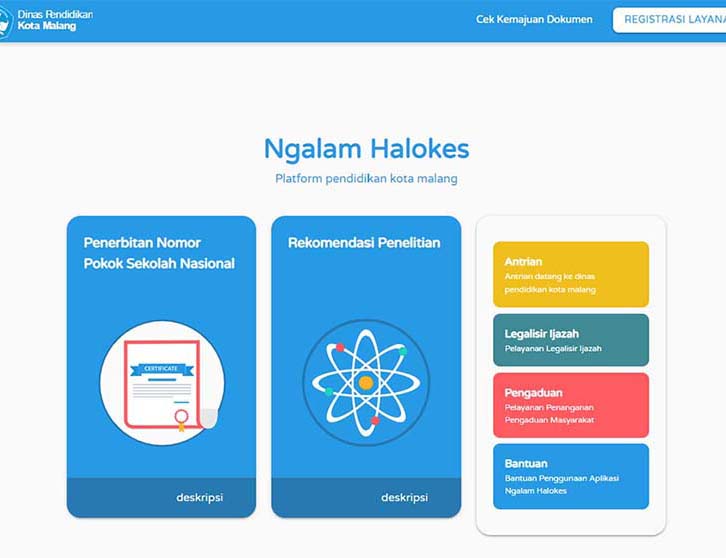 Dinas Pendidikan
Kota Malang
Cek Kemajuan Dokumen
REGISTRASI LAYANA
Ngalam Halokes
Platform pendidikan kota malang
Penerbitan Nomor
Pokok Sekolah Nasional
CERTIFICATE
deskripsi
Rekomendasi Penelitian
deskripsi
Antrian
Antrian datang ke dinas
pendidikan kota malang
Legalisir Ijazah
Pelayanan Legalisir Ijazah
Pengaduan
Pelayanan Penanganan
Pengaduan Masyarakat
Bantuan
Bantuan Penggunaan Aplikasi
Ngalam Halokes